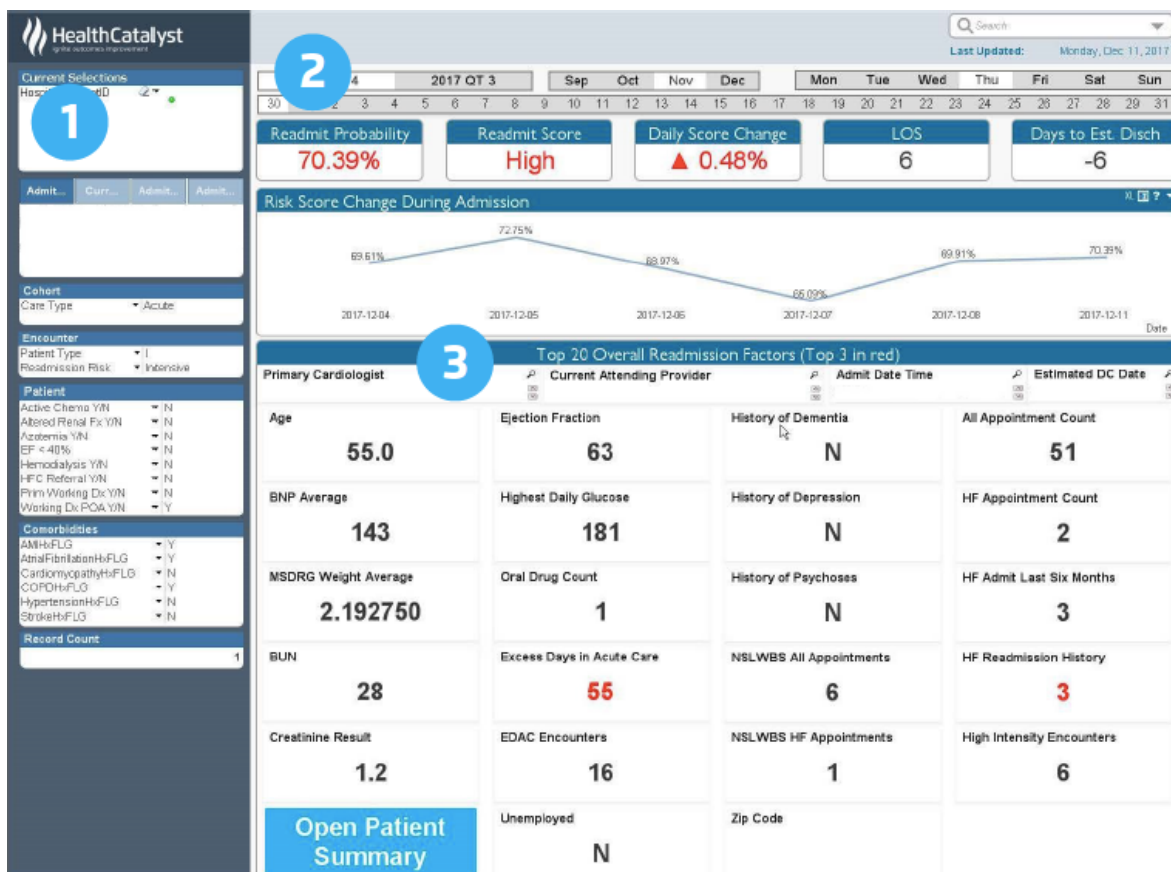 HealthCatalyst
ignite outcomes improvement
Search
Last Updated: Monday, Dec 11, 2017
Current Selections
1
2
4 2017 QT 3 Sep Oct Nov Dec Mon Tue Wed Thu Fri Sat Sun
30 2 3 4 5 6 7 8 9 10 11 12 13 14 15 16 17 18 19 20 21 22 23 24 25 26 27 28 29 31
Readmit Probability Readmit Score Daily Score Change LOS Days to Est. Disch
70.39% High ▲ 0.48% 6 -6
Admit... Curr... Admit... Admit...
Risk Score Change During Admission
XL ?
69.61% 72.75% 68.97% 65.09% 69.91% 70.39%
2017-12-04 2017-12-05 2017-12-06 2017-12-07 2017-12-08 2017-12-11
Date
Cohort
Care Type Acute
Encounter
Patient Type I
Readmission Risk Intensive
Patient
Active Chemo Y/N N
Altered Renal Fx Y/N N
Azotemia Y/N N
EF < 40% N
Hemodialysis Y/N N
HFC Referral Y/N N
Prim Working Dx Y/N N
Working Dx POA Y/N Y
Comorbidities
AMIHxFLG Y
AtrialFibrillationHxFLG Y
CardiomyopathyHxFLG N
COPDHxFLG Y
HypertensionHxFLG N
StrokeHxFLG N
Record Count
1
3
Top 20 Overall Readmission Factors (Top 3 in red)
Primary Cardiologist Current Attending Provider Admit Date Time Estimated DC Date
Age Ejection Fraction History of Dementia All Appointment Count
55.0 63 N 51
BNP Average Highest Daily Glucose History of Depression HF Appointment Count
143 181 N 2
MSDRG Weight Average Oral Drug Count History of Psychoses HF Admit Last Six Months
2.192750 1 N 3
BUN Excess Days in Acute Care NSLWBS All Appointments HF Readmission History
28 55 6 3
Creatinine Result EDAC Encounters NSLWBS HF Appointments High Intensity Encounters
1.2 16 1 6
Open Patient Unemployed Zip Code
Summary N